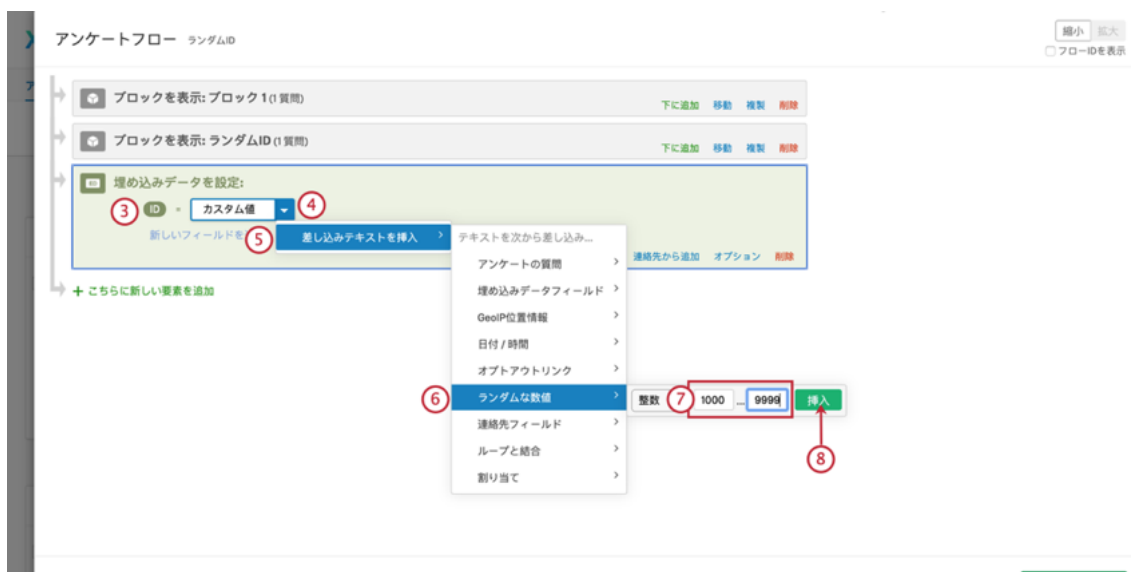 アンケートフロー ランダムID
縮小 拡大
フローIDを表示
ブロックを表示: ブロック 1 (1 質問)
下に追加 移動 複製 削除
ブロックを表示: ランダムID (1 質問)
下に追加 移動 複製 削除
ED 埋め込みデータを設定:
③ ID = カスタム値 ④
新しいフィールドを ⑤ 差し込みテキストを挿入
テキストを次から差し込み...
連絡先から追加 オプション 削除
アンケートの質問
埋め込みデータフィールド
+ こちらに新しい要素を追加
GeoIP位置情報
日付 / 時間
オプトアウトリンク
⑥ ランダムな数値
整数 ⑦ 1000 ... 9999 挿入
連絡先フィールド
ループと結合
⑧
割り当て